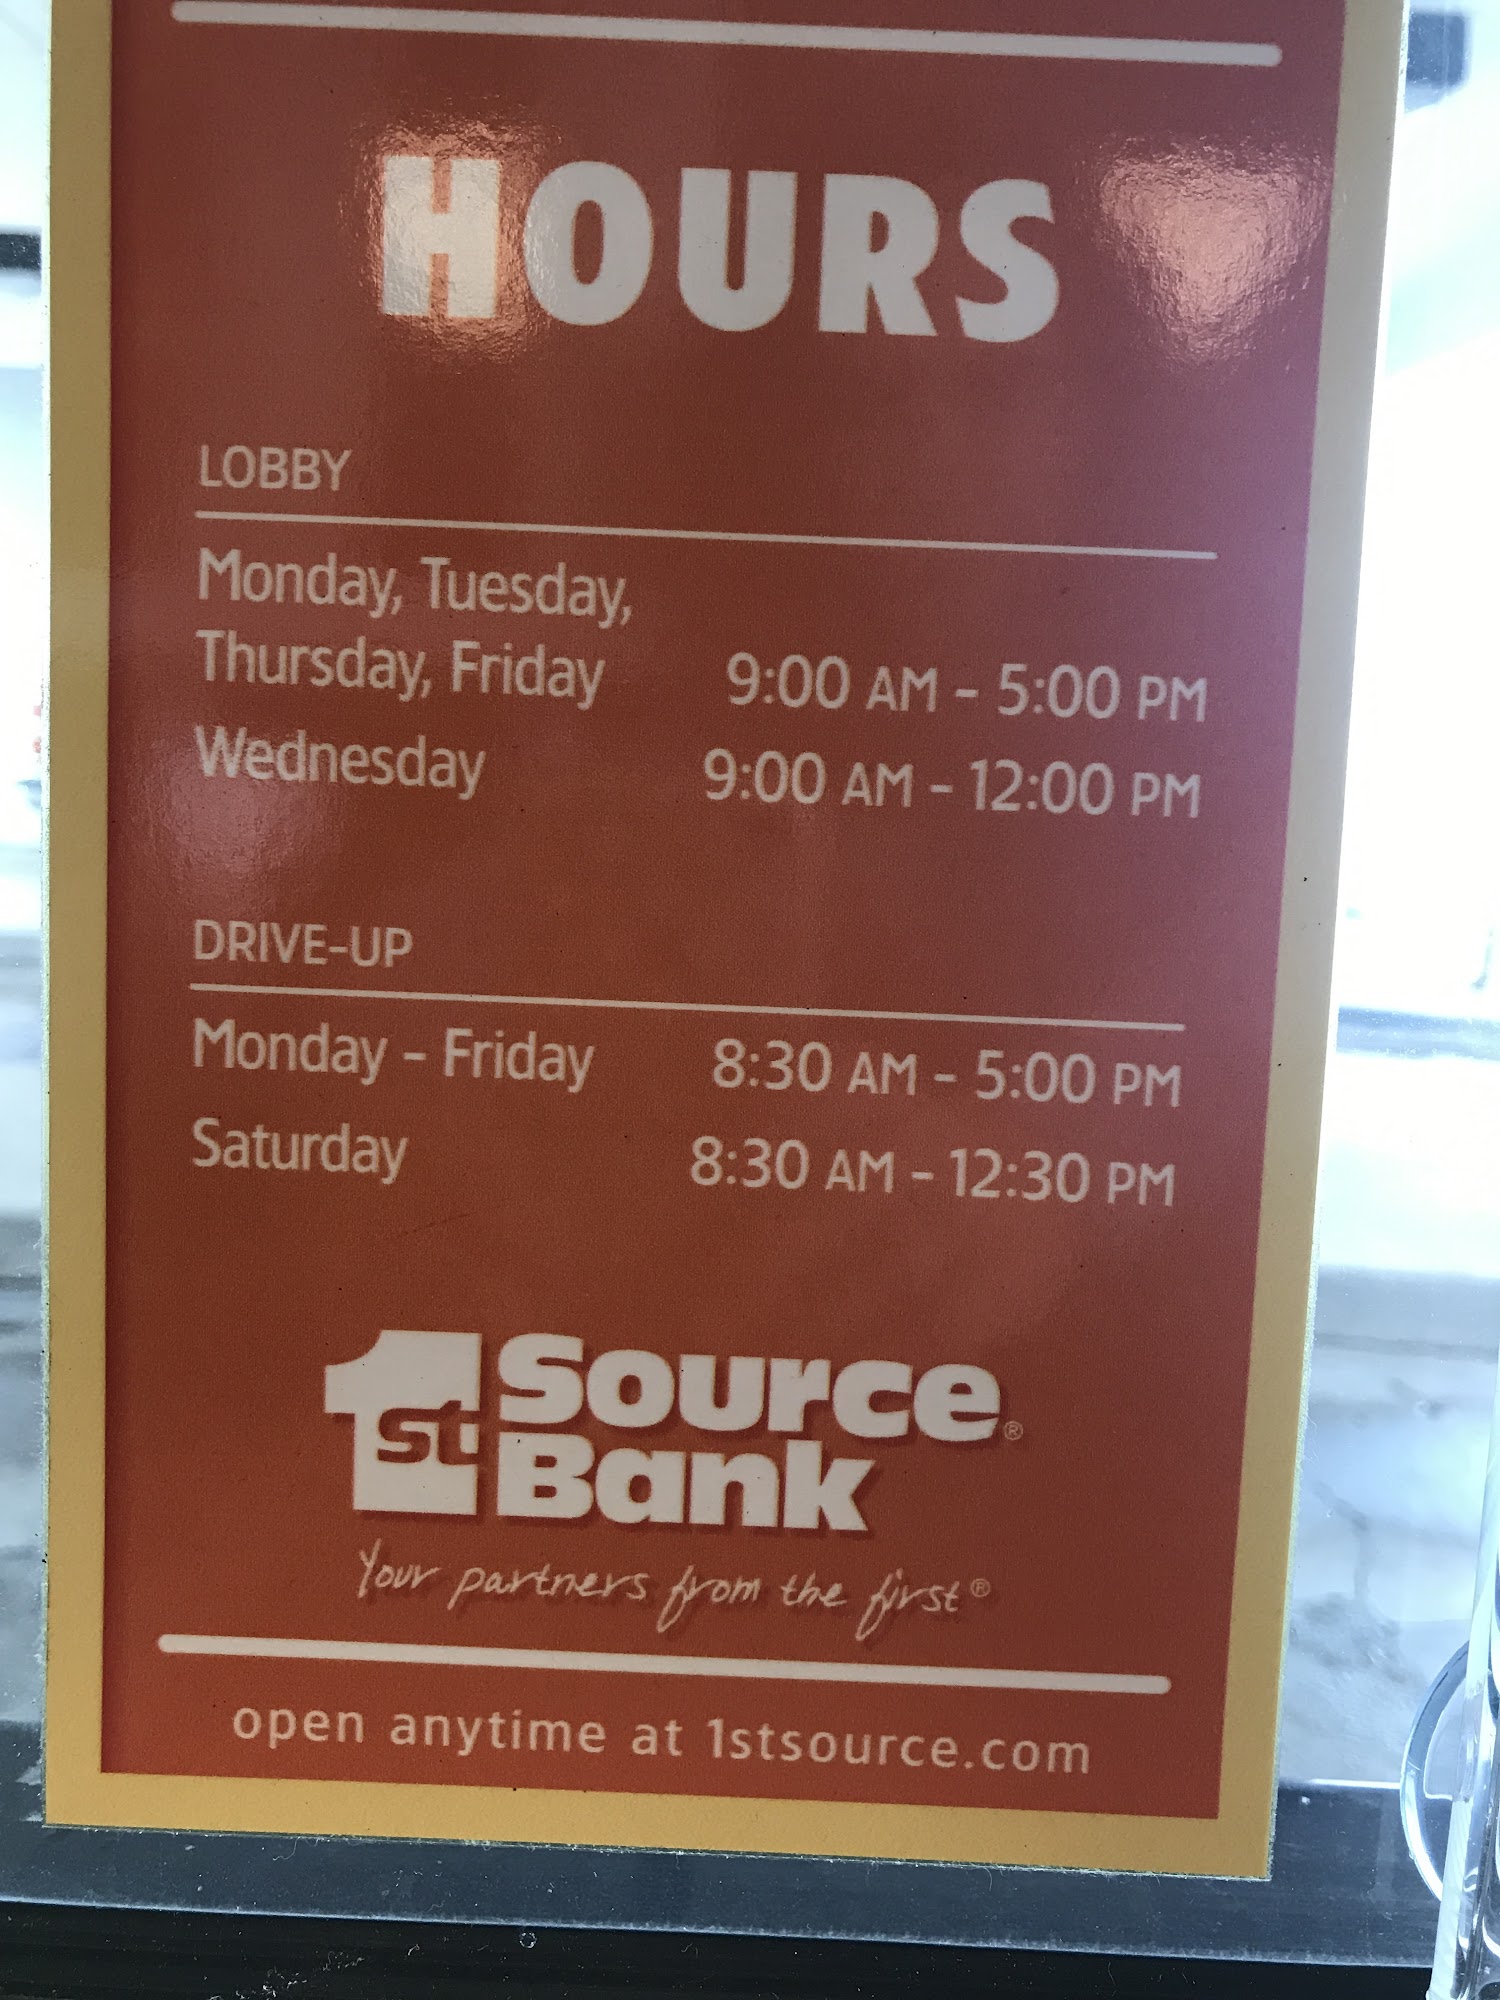 HOURS
LOBBY
Monday, Tuesday,
Thursday, Friday 9:00 AM - 5:00 PM
Wednesday 9:00 AM - 12:00 PM
DRIVE-UP
Monday - Friday 8:30 AM - 5:00 PM
Saturday 8:30 AM - 12:30 PM
1st Source®
Bank
Your partners from the first®
open anytime at 1stsource.com